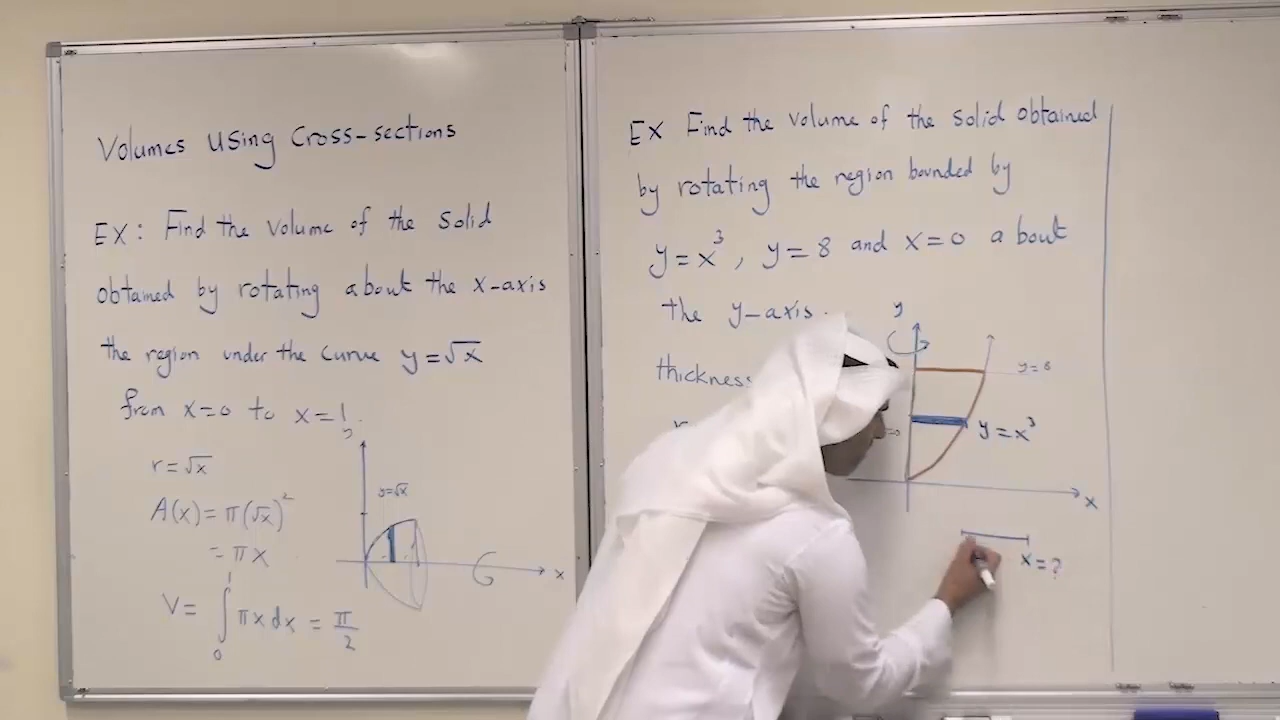 Volumes Using Cross-sections
EX: Find the volume of the solid
obtained by rotating about the x-axis
the region under the curve y=√x
from x=0 to x=1.
r=√x
A(x)=π(√x)²
=πx
V=∫₀¹πxdx=π/2
y=√x
x
EX Find the volume of the solid obtained
by rotating the region bounded by
y=x³, y=8 and x=0 about
the y-axis.
thickness
y
y=8
y=x³
x
x=?